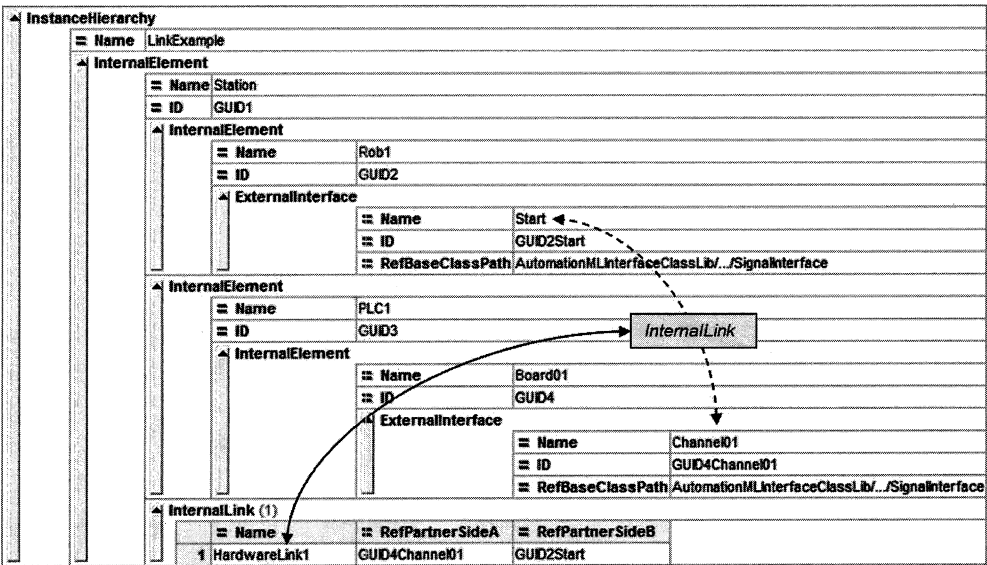 InstanceHierarchy
= Name LinkExample
InternalElement
= Name Station
= ID GUID1
InternalElement
= Name Rob1
= ID GUID2
ExternalInterface
= Name Start
= ID GUID2Start
= RefBaseClassPath AutomationMLInterfaceClassLib/.../SignalInterface
InternalElement
= Name PLC1
InternalLink
= ID GUID3
InternalElement
= Name Board01
= ID GUID4
ExternalInterface
= Name Channel01
= ID GUID4Channel01
= RefBaseClassPath AutomationMLInterfaceClassLib/.../SignalInterface
InternalLink (1)
= Name = RefPartnerSideA = RefPartnerSideB
1 HardwareLink1 GUID4Channel01 GUID2Start